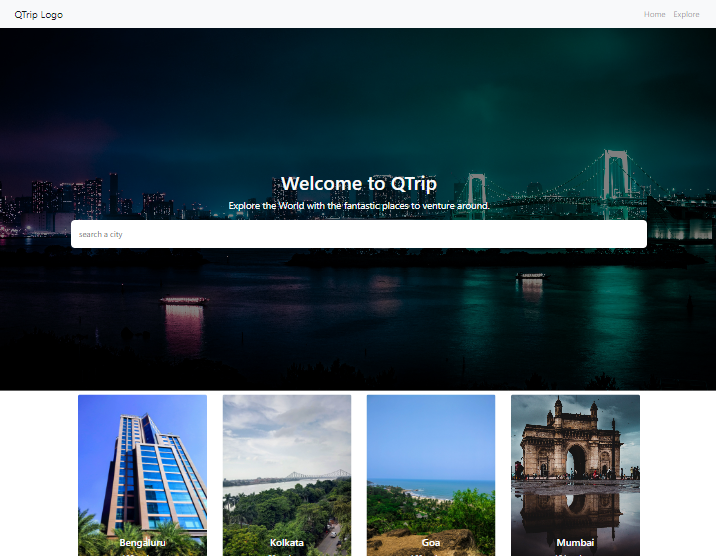 QTrip Logo
Home Explore
Welcome to QTrip
Explore the World with the fantastic places to venture around.
search a city
Bengaluru Kolkata Goa Mumbai